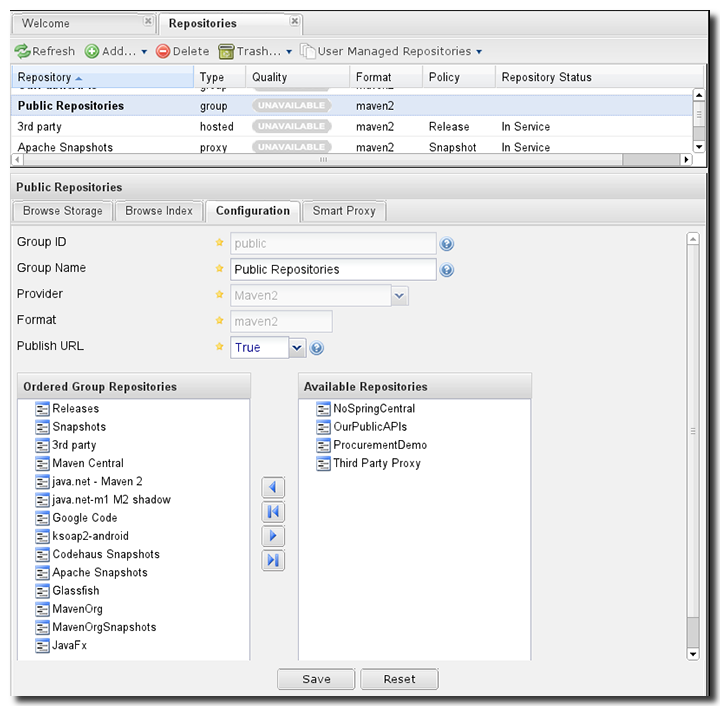 Welcome Repositories
Refresh Add... Delete Trash... User Managed Repositories
Repository Type Quality Format Policy Repository Status
Public Repositories group UNAVAILABLE maven2
3rd party hosted UNAVAILABLE maven2 Release In Service
Apache Snapshots proxy UNAVAILABLE maven2 Snapshot In Service
Public Repositories
Browse Storage Browse Index Configuration Smart Proxy
Group ID public
Group Name Public Repositories
Provider Maven2
Format maven2
Publish URL True
Ordered Group Repositories Available Repositories
Releases NoSpringCentral
Snapshots OurPublicAPIs
3rd party ProcurementDemo
Maven Central Third Party Proxy
java.net - Maven 2
java.net-m1 M2 shadow
Google Code
ksoap2-android
Codehaus Snapshots
Apache Snapshots
Glassfish
MavenOrg
MavenOrgSnapshots
JavaFx
Save Reset